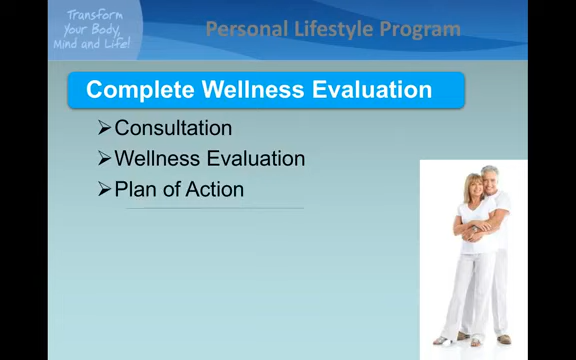 Transform
Your Body,
Mind and Life!
Personal Lifestyle Program
Complete Wellness Evaluation
Consultation
Wellness Evaluation
Plan of Action